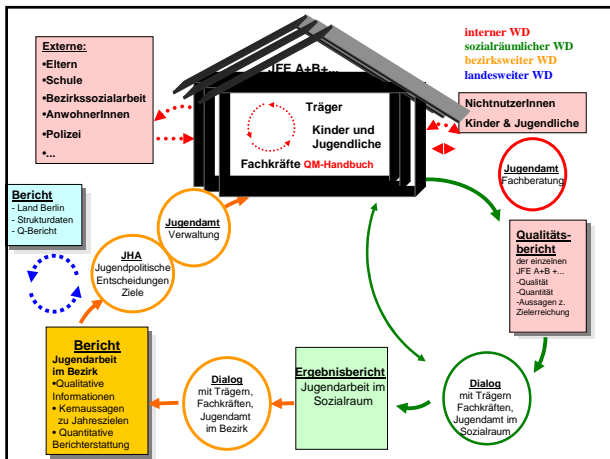 Externe:
•Eltern
•Schule
•Bezirkssozialarbeit
•AnwohnerInnen
•Polizei
•...
JFE A+B+...
Träger
Kinder und
Jugendliche
Fachkräfte QM-Handbuch
interner WD
sozialräumlicher WD
bezirksweiter WD
landesweiter WD
NichtnutzerInnen
Kinder & Jugendliche
Jugendamt
Fachberatung
Qualitäts-
bericht
der einzelnen
JFE A+B +...
-Qualität
-Quantität
-Aussagen z.
Zielerreichung
Dialog
mit Trägern
Fachkräften,
Jugendamt im
Sozialraum
Ergebnisbericht
Jugendarbeit im
Sozialraum
Dialog
mit Trägern,
Fachkräften,
Jugendamt
im Bezirk
Bericht
Jugendarbeit
im Bezirk
• Qualitative
Informationen
• Kernaussagen
zu Jahreszielen
• Quantitative
Berichterstattung
JHA
Jugendpolitische
Entscheidungen
Ziele
Jugendamt
Verwaltung
Bericht
- Land Berlin
- Strukturdaten
- Q-Bericht